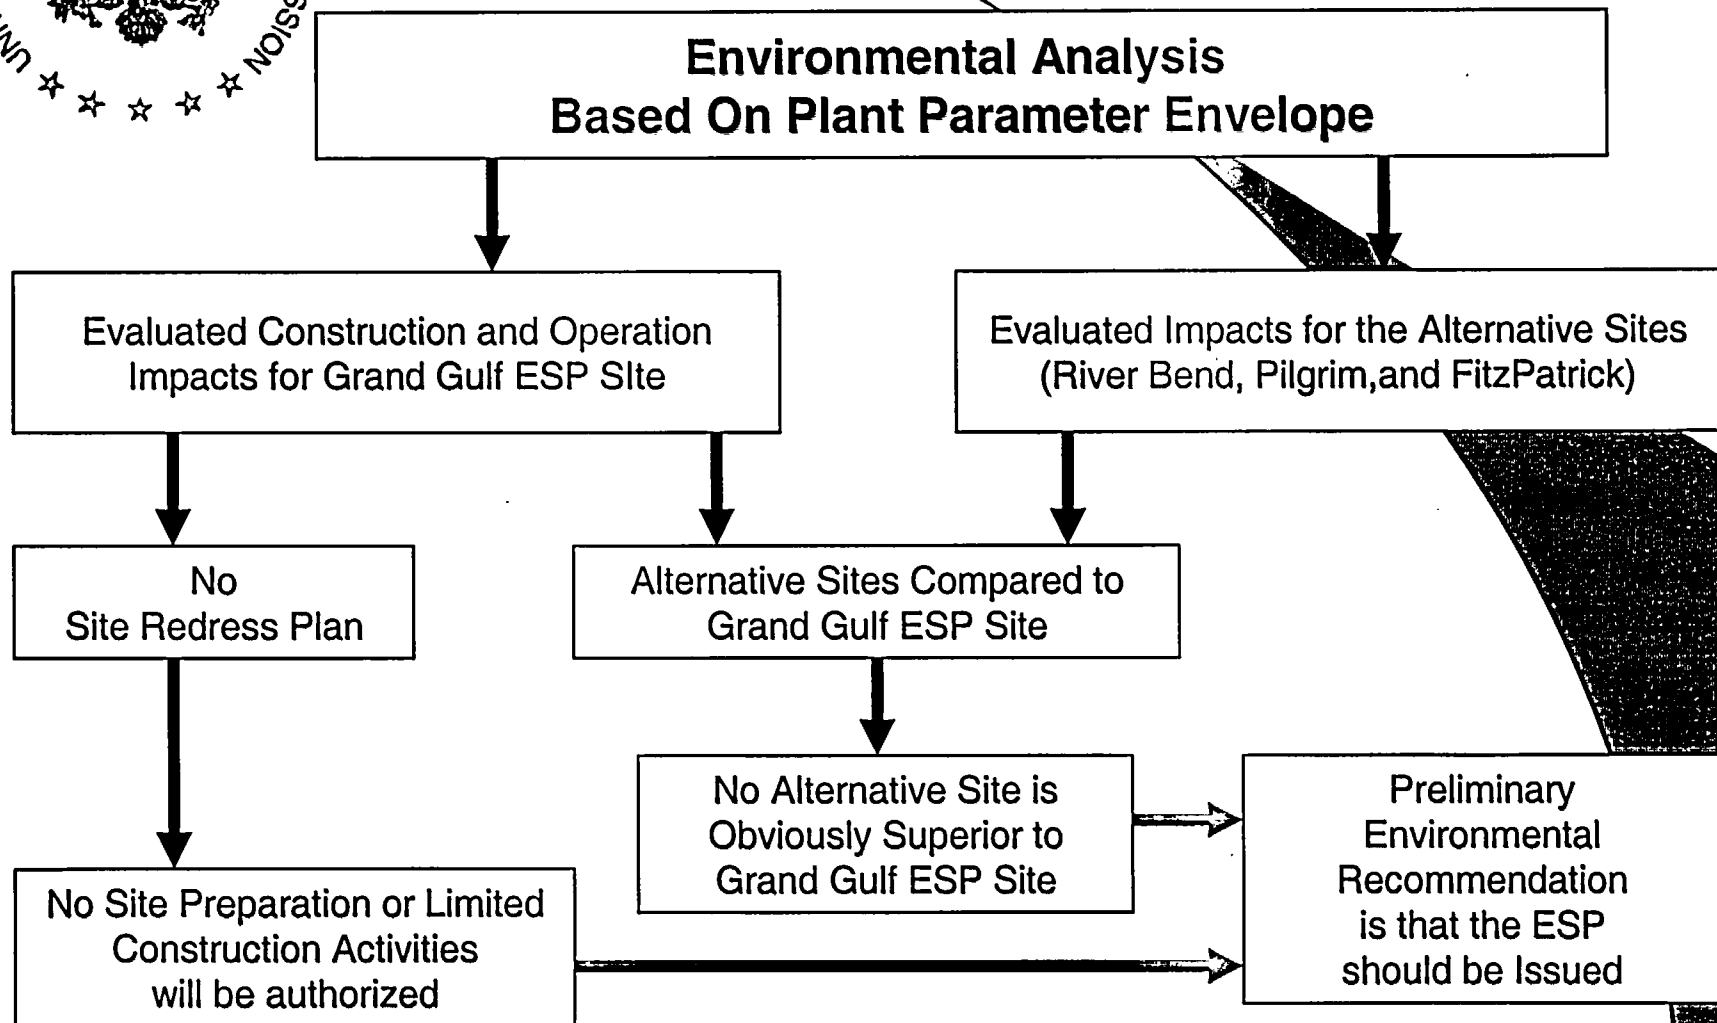 UN
SSION
Environmental Analysis
Based On Plant Parameter Envelope
Evaluated Construction and Operation
Impacts for Grand Gulf ESP SIte
Evaluated Impacts for the Alternative Sites
(River Bend, Pilgrim,and FitzPatrick)
No
Site Redress Plan
Alternative Sites Compared to
Grand Gulf ESP Site
No Alternative Site is
Obviously Superior to
Grand Gulf ESP Site
Preliminary
Environmental
Recommendation
is that the ESP
should be Issued
No Site Preparation or Limited
Construction Activities
will be authorized